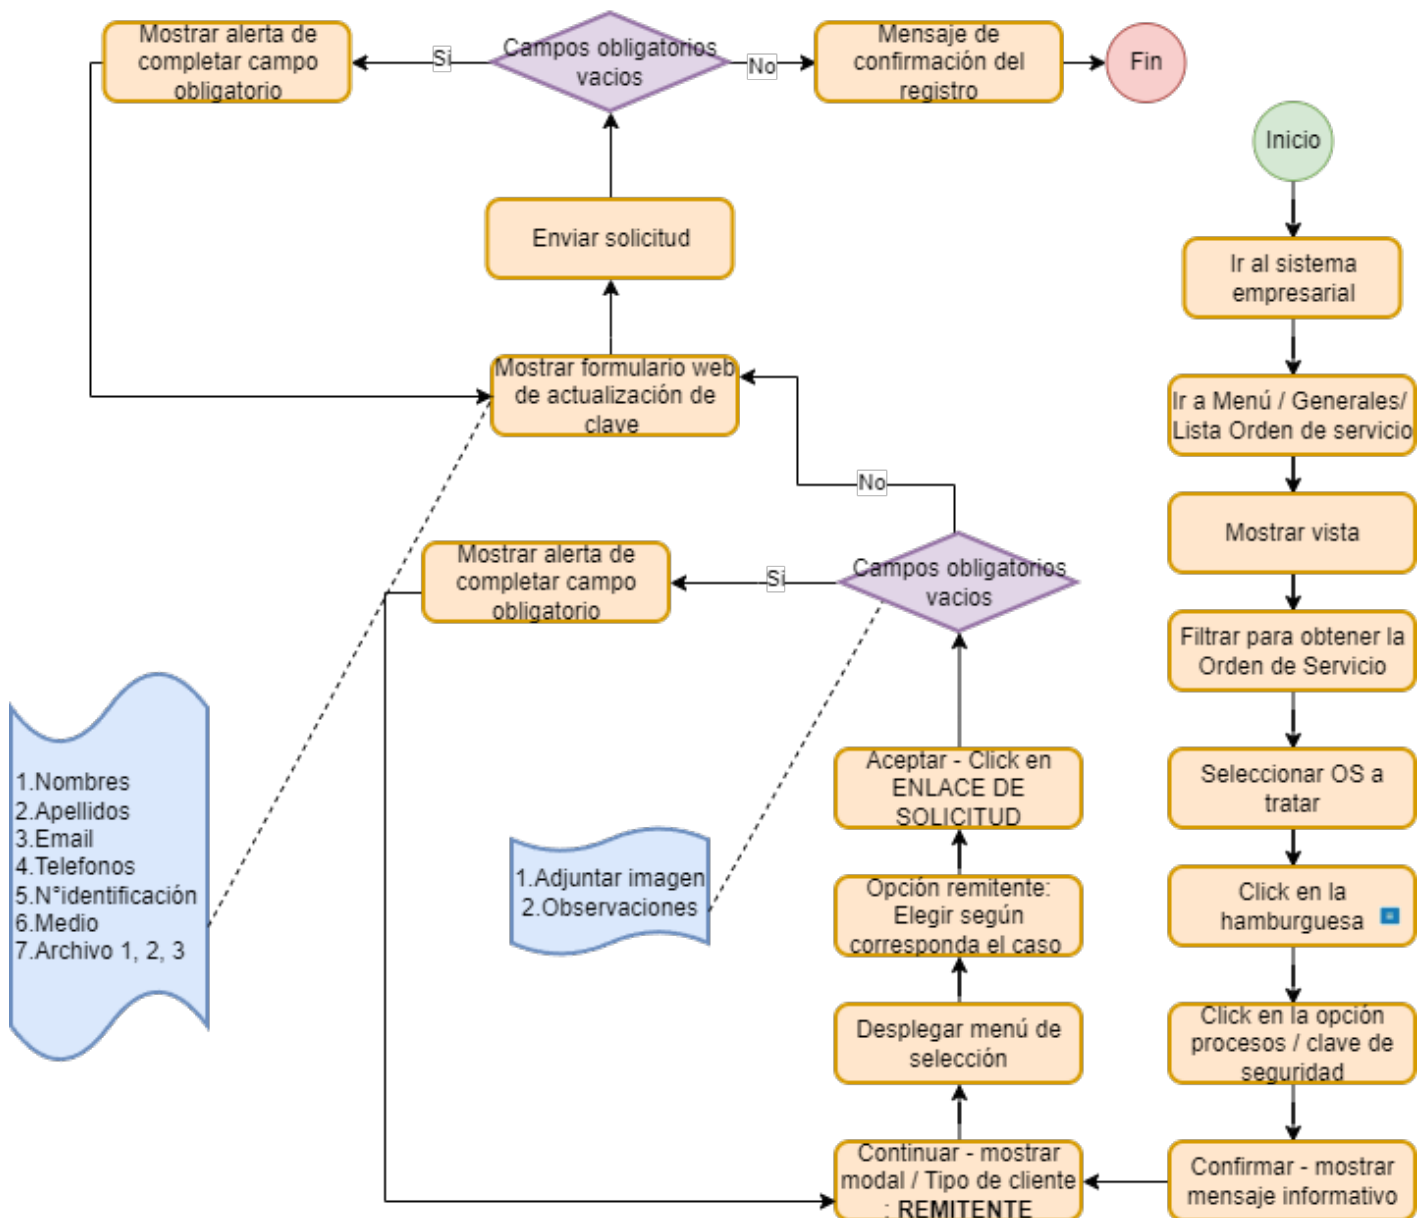 Mostrar alerta de
completar campo
obligatorio
Si
Campos obligatorios
vacios
No
Mensaje de
confirmación del
registro
Fin
Inicio
Enviar solicitud
Ir al sistema
empresarial
Mostrar formulario web
de actualización de
clave
Ir a Menú / Generales/
Lista Orden de servicio
No
Mostrar vista
Mostrar alerta de
completar campo
obligatorio
Si
Campos obligatorios
vacios
Filtrar para obtener la
Orden de Servicio
1.Nombres
2.Apellidos
3.Email
4.Telefonos
5.N°identificación
6.Medio
7.Archivo 1, 2, 3
1.Adjuntar imagen
2.Observaciones
Aceptar - Click en
ENLACE DE
SOLICITUD
Seleccionar OS a
tratar
Opción remitente:
Elegir según
corresponda el caso
Click en la
hamburguesa
Desplegar menú de
selección
Click en la opción
procesos / clave de
seguridad
Continuar - mostrar
modal / Tipo de cliente
: REMITENTE
Confirmar - mostrar
mensaje informativo